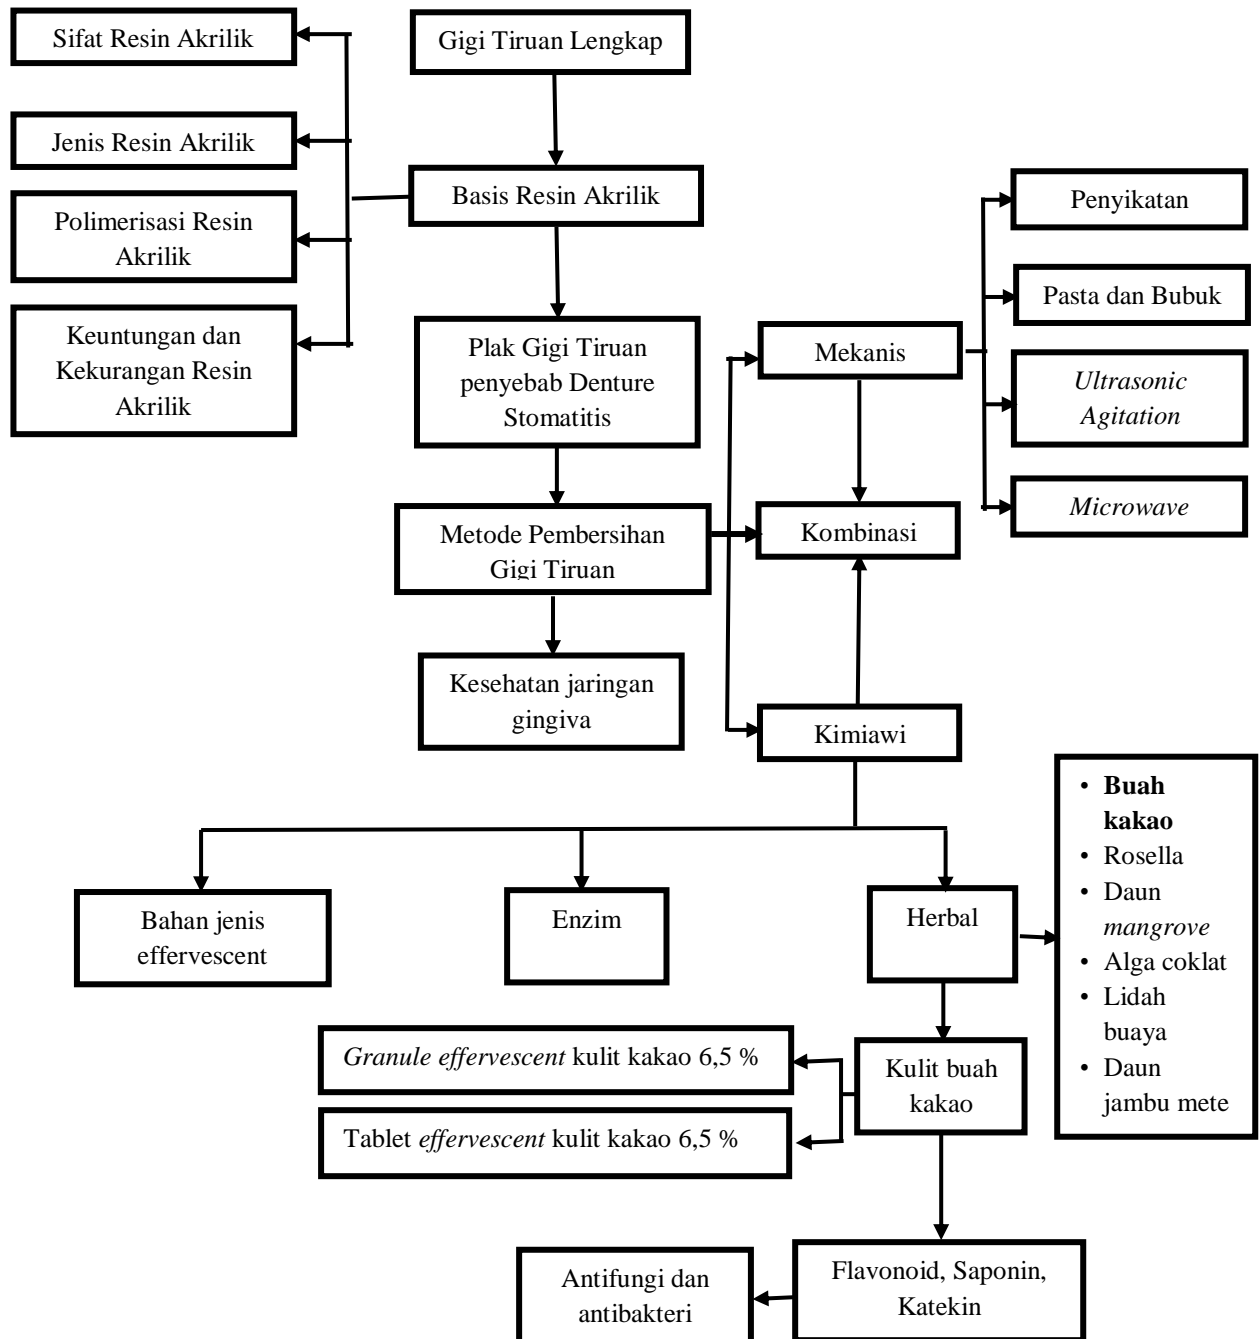 Sifat Resin Akrilik
Gigi Tiruan Lengkap
Jenis Resin Akrilik
Basis Resin Akrilik
Polimerisasi Resin
Akrilik
Keuntungan dan
Kekurangan Resin
Akrilik
Plak Gigi Tiruan
penyebab Denture
Stomatitis
Mekanis
Penyikatan
Pasta dan Bubuk
Ultrasonic
Agitation
Microwave
Metode Pembersihan
Gigi Tiruan
Kombinasi
Kesehatan jaringan
gingiva
Kimiawi
Bahan jenis
effervescent
Enzim
Herbal
• Buah
kakao
• Rosella
• Daun
mangrove
• Alga coklat
• Lidah
buaya
• Daun
jambu mete
Granule effervescent kulit kakao 6,5 %
Tablet effervescent kulit kakao 6,5 %
Kulit buah
kakao
Antifungi dan
antibakteri
Flavonoid, Saponin,
Katekin